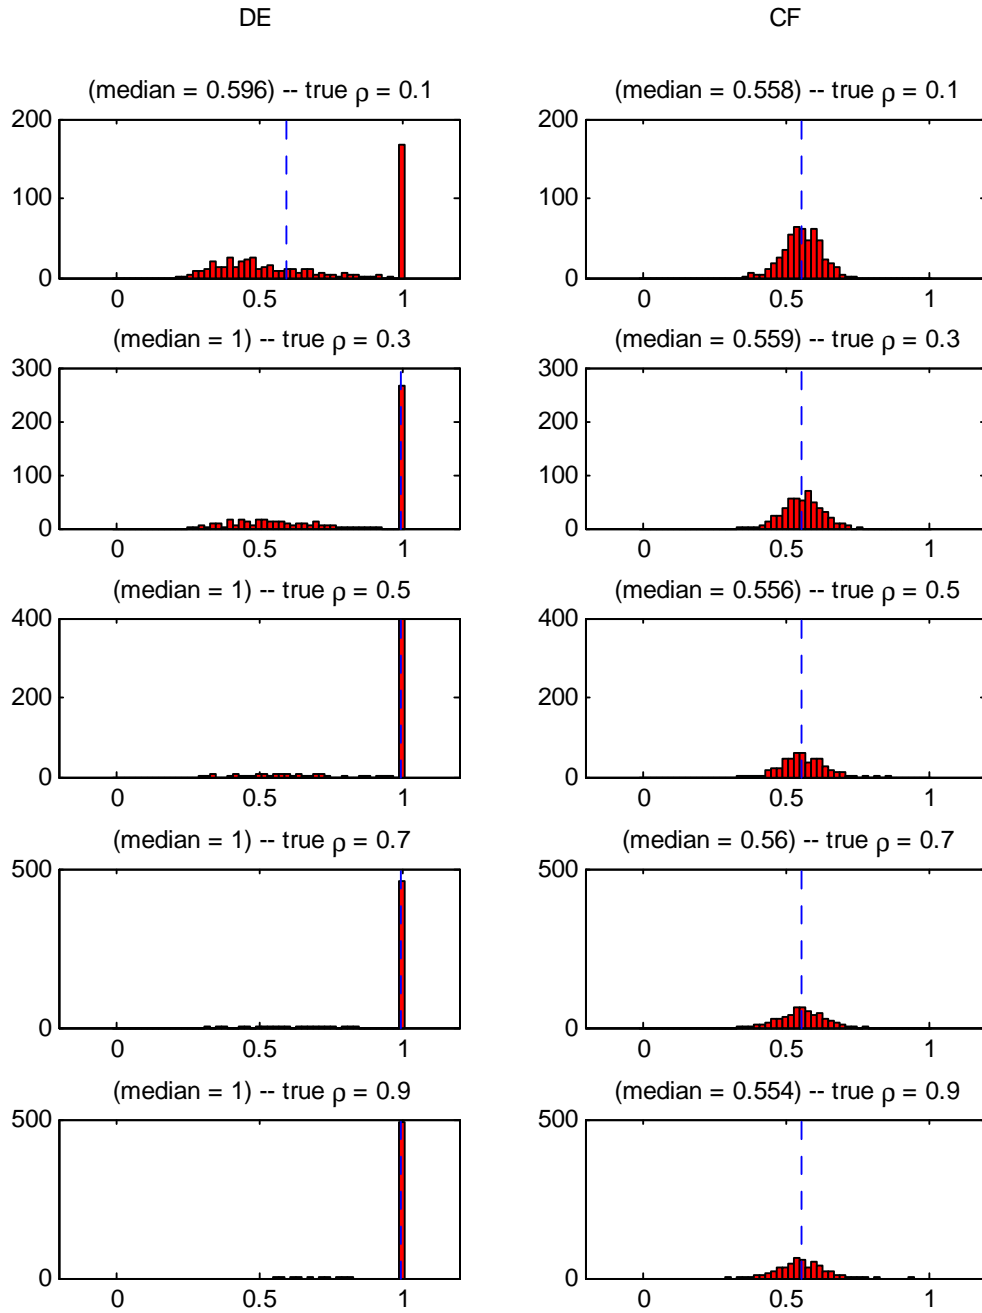 DE
CF
(median = 0.596) -- true ρ = 0.1
200
100
0
0 0.5 1
(median = 0.558) -- true ρ = 0.1
200
100
0
0 0.5 1
(median = 1) -- true ρ = 0.3
300
200
100
0
0 0.5 1
(median = 0.559) -- true ρ = 0.3
300
200
100
0
0 0.5 1
(median = 1) -- true ρ = 0.5
400
200
0
0 0.5 1
(median = 0.556) -- true ρ = 0.5
400
200
0
0 0.5 1
(median = 1) -- true ρ = 0.7
500
0
0 0.5 1
(median = 0.56) -- true ρ = 0.7
500
0
0 0.5 1
(median = 1) -- true ρ = 0.9
500
0
0 0.5 1
(median = 0.554) -- true ρ = 0.9
500
0
0 0.5 1